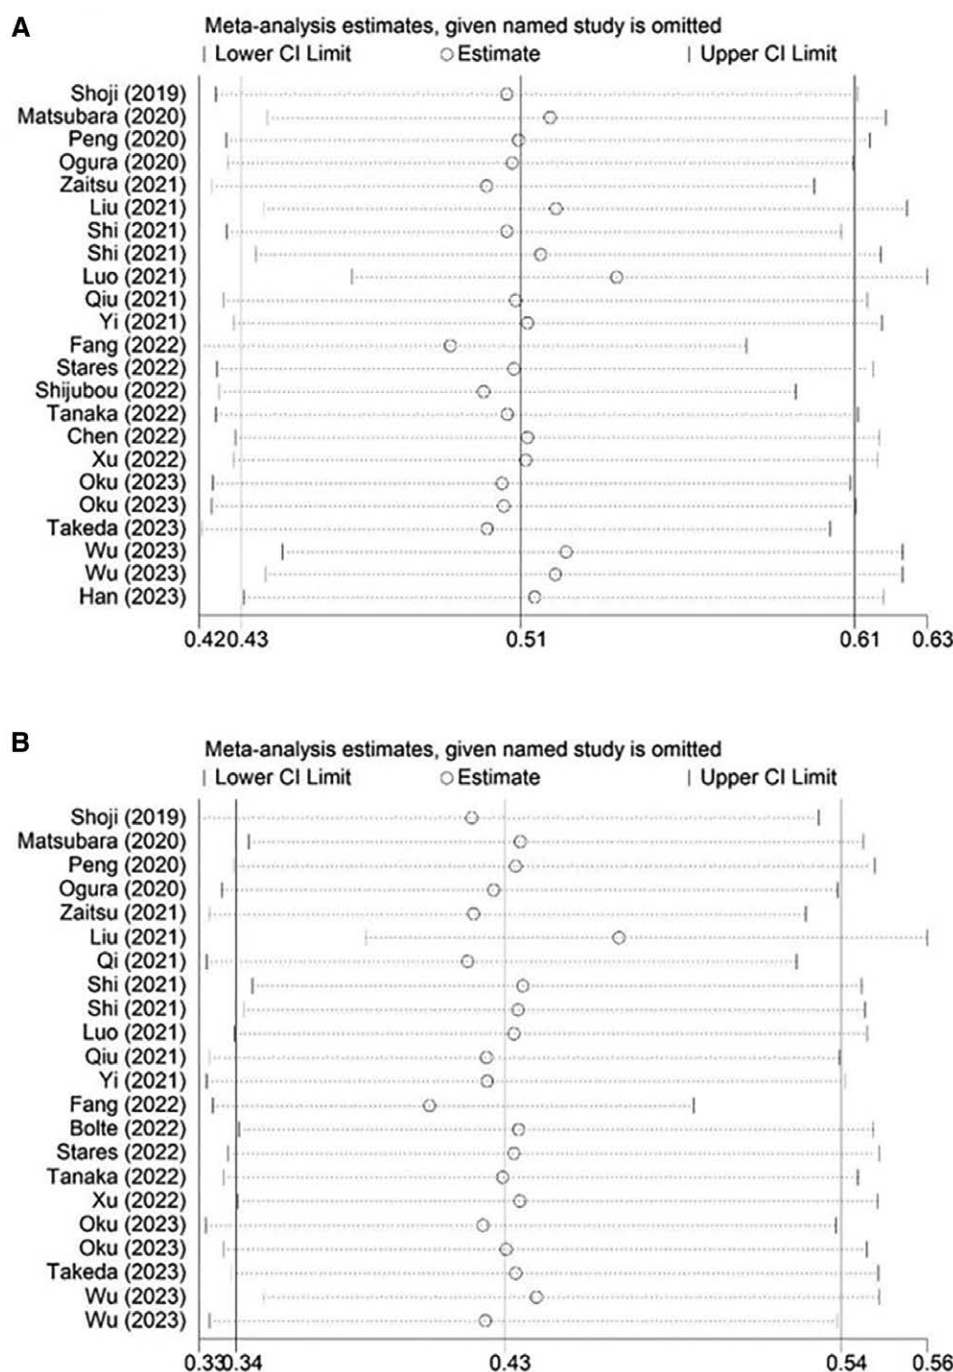 A
Meta-analysis estimates, given named study is omitted
| Lower CI Limit ○ Estimate | Upper CI Limit
Shoji (2019)
Matsubara (2020)
Peng (2020)
Ogura (2020)
Zaitsu (2021)
Liu (2021)
Shi (2021)
Shi (2021)
Luo (2021)
Qiu (2021)
Yi (2021)
Fang (2022)
Stares (2022)
Shijubou (2022)
Tanaka (2022)
Chen (2022)
Xu (2022)
Oku (2023)
Oku (2023)
Takeda (2023)
Wu (2023)
Wu (2023)
Han (2023)
0.42 0.43 0.51 0.61 0.63
B
Meta-analysis estimates, given named study is omitted
| Lower CI Limit ○ Estimate | Upper CI Limit
Shoji (2019)
Matsubara (2020)
Peng (2020)
Ogura (2020)
Zaitsu (2021)
Liu (2021)
Qi (2021)
Shi (2021)
Shi (2021)
Luo (2021)
Qiu (2021)
Yi (2021)
Fang (2022)
Bolte (2022)
Stares (2022)
Tanaka (2022)
Xu (2022)
Oku (2023)
Oku (2023)
Takeda (2023)
Wu (2023)
Wu (2023)
0.33 0.34 0.43 0.54 0.56